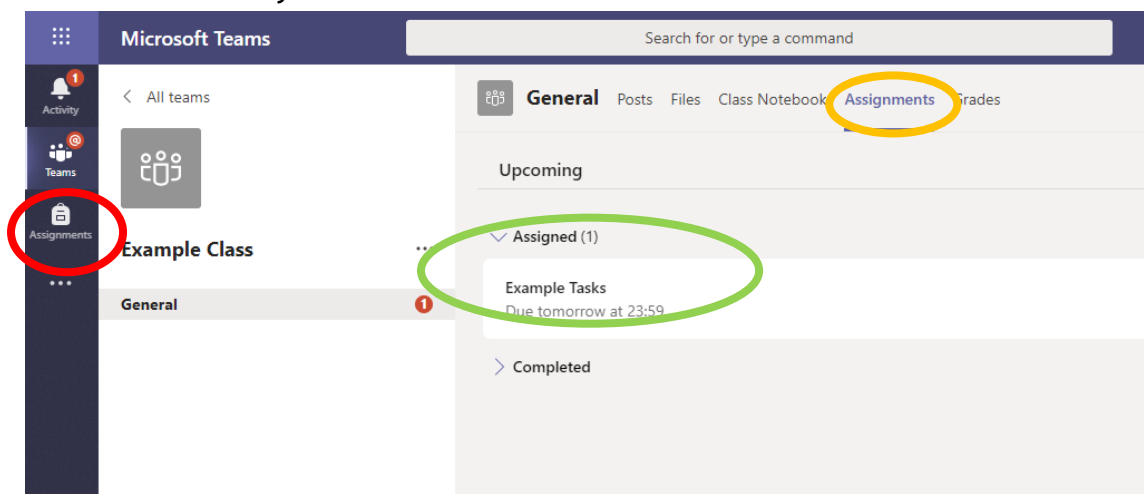 Microsoft Teams
Search for or type a command
1
Activity
< All teams
General Posts Files Class Notebook Assignments Grades
@
Teams
Upcoming
Assignments
Assigned (1)
Example Class
...
Example Tasks
Due tomorrow at 23:59
...
General
1
Completed